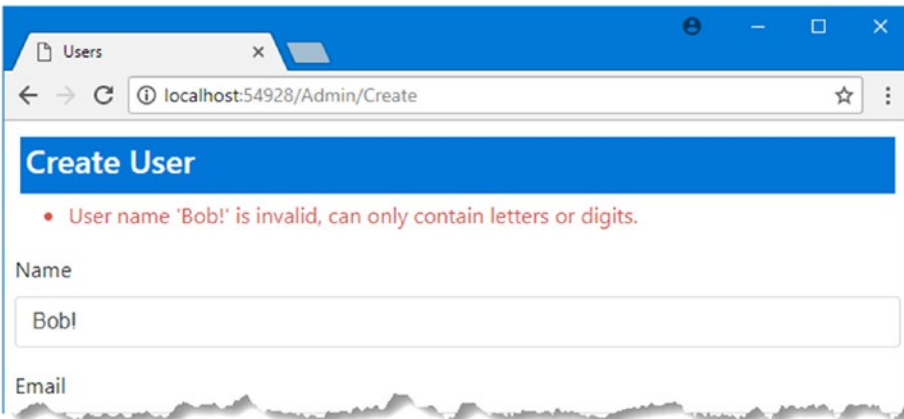 Users
localhost:54928/Admin/Create
Create User
• User name 'Bob!' is invalid, can only contain letters or digits.
Name
Bob!
Email